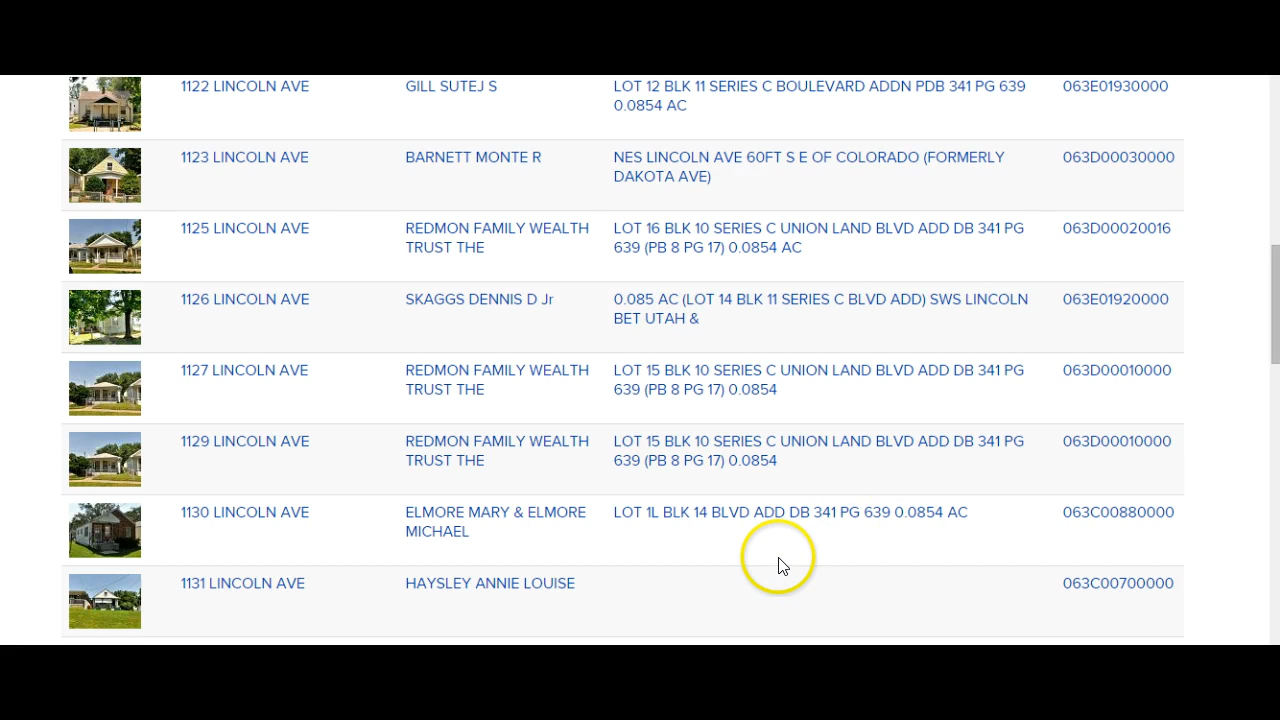 1122 LINCOLN AVE GILL SUTEJ S LOT 12 BLK 11 SERIES C BOULEVARD ADDN PDB 341 PG 639 063E01930000
0.0854 AC
1123 LINCOLN AVE BARNETT MONTE R NES LINCOLN AVE 60FT S E OF COLORADO (FORMERLY 063D00030000
DAKOTA AVE)
1125 LINCOLN AVE REDMON FAMILY WEALTH LOT 16 BLK 10 SERIES C UNION LAND BLVD ADD DB 341 PG 063D00020016
TRUST THE 639 (PB 8 PG 17) 0.0854 AC
1126 LINCOLN AVE SKAGGS DENNIS D Jr 0.085 AC (LOT 14 BLK 11 SERIES C BLVD ADD) SWS LINCOLN 063E01920000
BET UTAH &
1127 LINCOLN AVE REDMON FAMILY WEALTH LOT 15 BLK 10 SERIES C UNION LAND BLVD ADD DB 341 PG 063D00010000
TRUST THE 639 (PB 8 PG 17) 0.0854
1129 LINCOLN AVE REDMON FAMILY WEALTH LOT 15 BLK 10 SERIES C UNION LAND BLVD ADD DB 341 PG 063D00010000
TRUST THE 639 (PB 8 PG 17) 0.0854
1130 LINCOLN AVE ELMORE MARY & ELMORE LOT 1L BLK 14 BLVD ADD DB 341 PG 639 0.0854 AC 063C00880000
MICHAEL
1131 LINCOLN AVE HAYSLEY ANNIE LOUISE 063C00700000